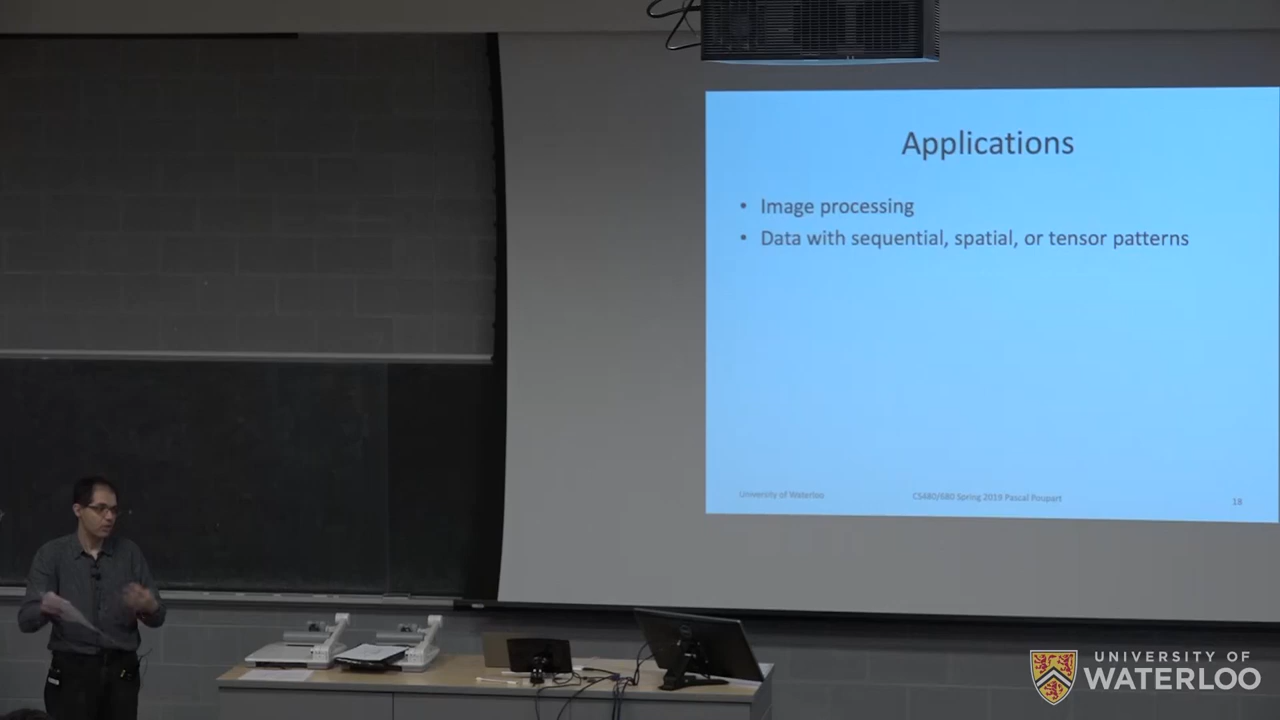 Applications
• Image processing
• Data with sequential, spatial, or tensor patterns
University of Waterloo
CS480/680 Spring 2019 Pascal Poupart
18
UNIVERSITY OF
WATERLOO